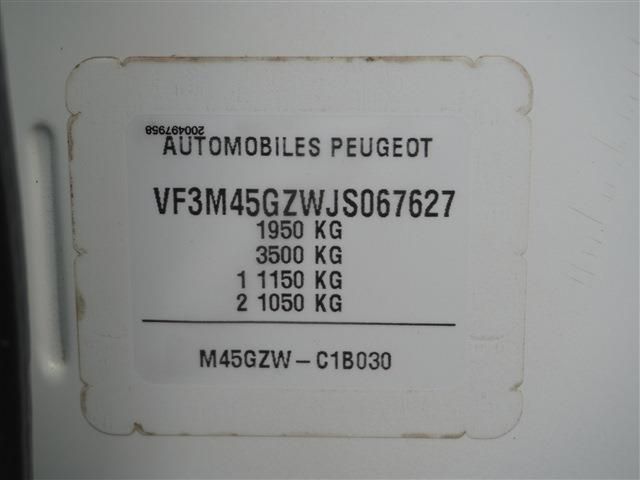 200497958
AUTOMOBILES PEUGEOT
VF3M45GZWJS067627
1950 KG
3500 KG
1 1150 KG
2 1050 KG
M45GZW - C1B030